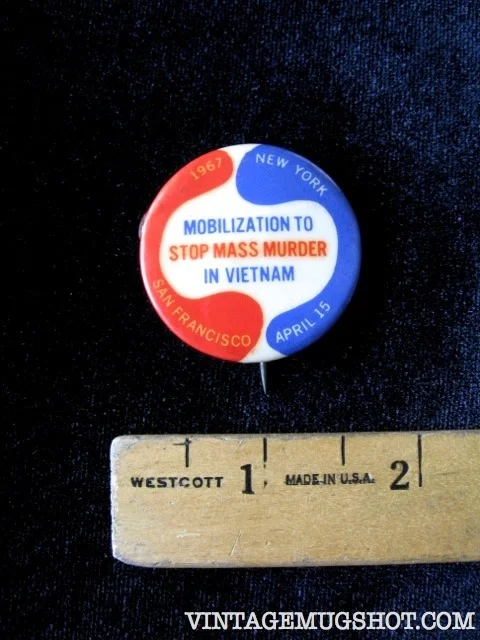 1967
NEW YORK
MOBILIZATION TO
STOP MASS MURDER
IN VIETNAM
SAN FRANCISCO
APRIL 15
WESTCOTT 1 MADE IN U.S.A. 2
VINTAGEMUGSHOT.COM